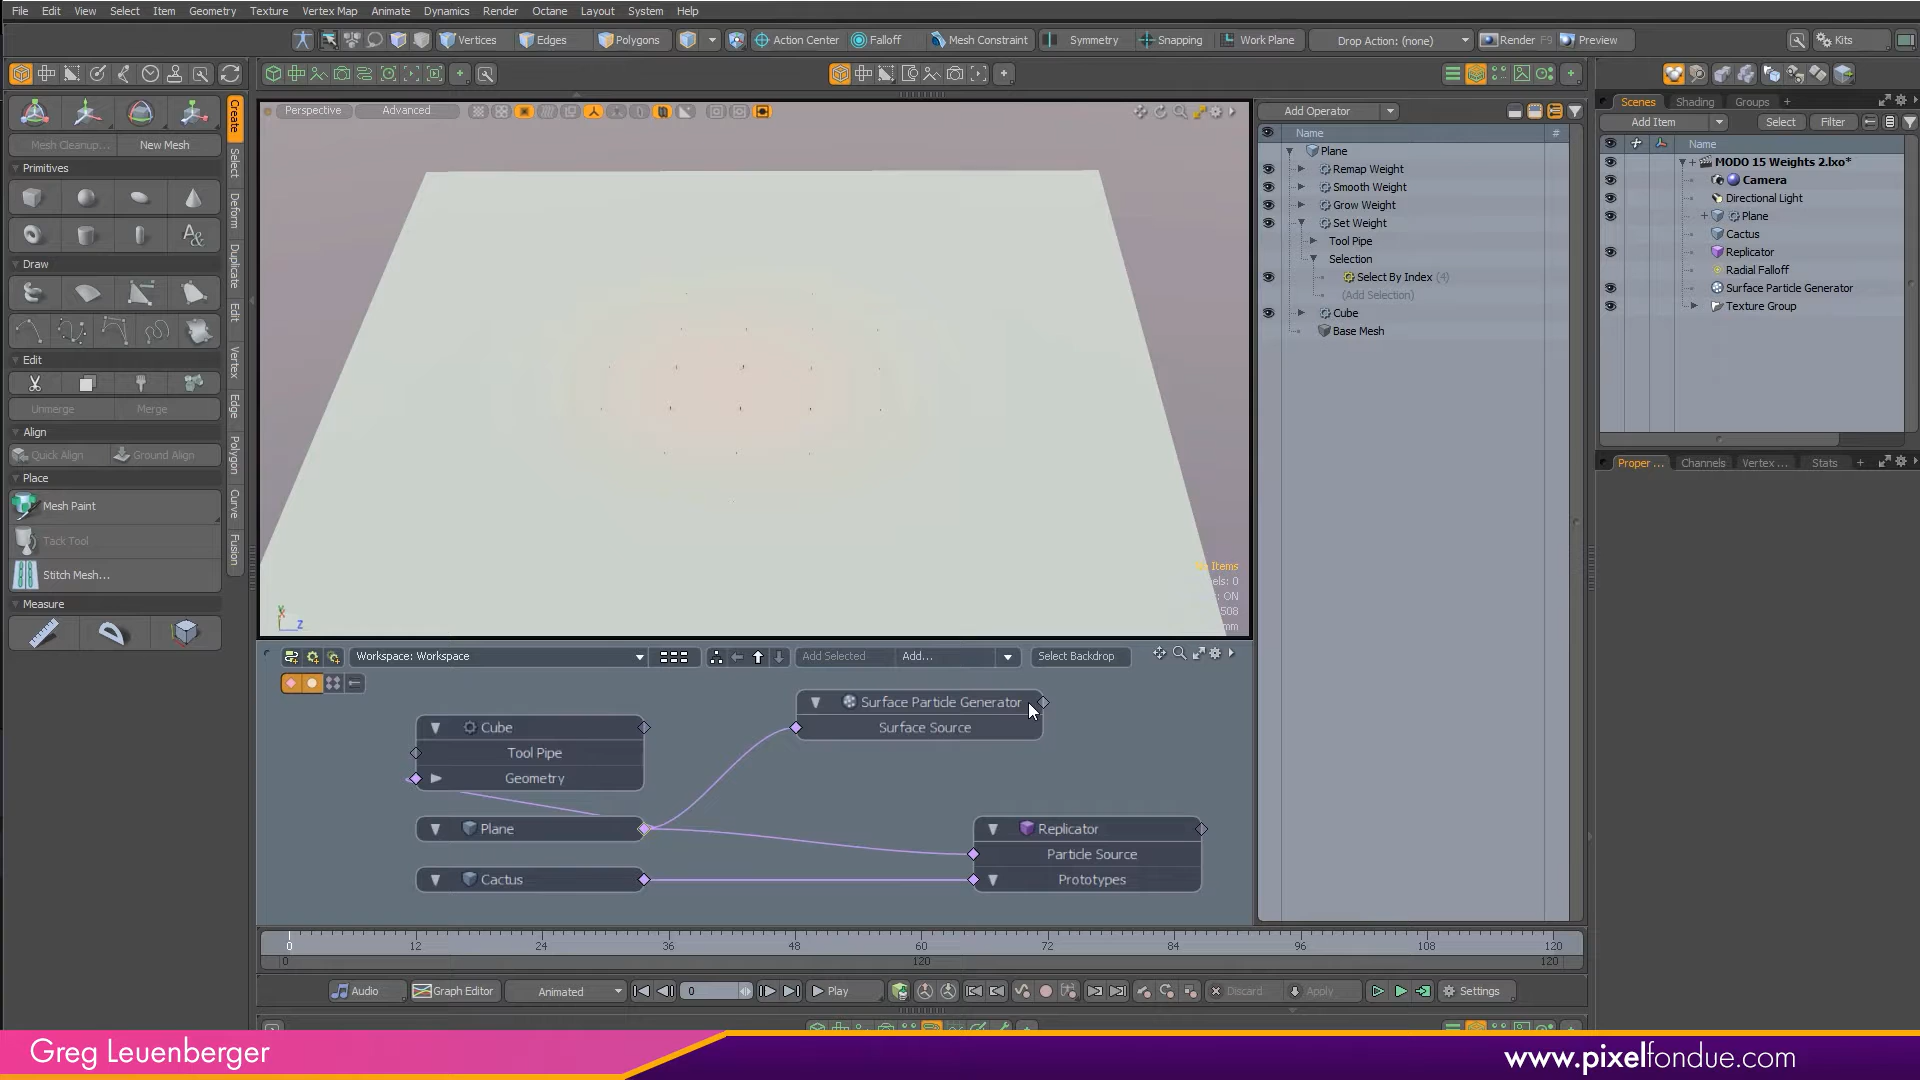 File Edit View Select Item Geometry Texture Vertex Map Animate Dynamics Render Octane Layout System Help
Vertices Edges Polygons Action Center Falloff Mesh Constraint Symmetry Snapping Work Plane Drop Action: (none) Render F9 Preview Kits
Mesh Cleanup... New Mesh
Primitives
Draw
Edit
Unmerge Merge
Align
Quick Align Ground Align
Place
Mesh Paint
Tack Tool
Stitch Mesh...
Measure
Create
Select
Deform
Duplicate
Edit
Vertex
Edge
Polygon
Curve
Fusion
Perspective Advanced
Items
els: 0
: ON
508
mm
Y
Z
Add Operator
Name #
Plane
Remap Weight
Smooth Weight
Grow Weight
Set Weight
Tool Pipe
Selection
Select By Index (4)
(Add Selection)
Cube
Base Mesh
Scenes Shading Groups +
Add Item Select Filter
Name
MODO 15 Weights 2.lxo*
Camera
Directional Light
Plane
Cactus
Replicator
Radial Falloff
Surface Particle Generator
Texture Group
Proper ... Channels Vertex ... Stats +
Workspace: Workspace Add Selected Add... Select Backdrop
Surface Particle Generator
Surface Source
Cube
Tool Pipe
Geometry
Plane
Cactus
Replicator
Particle Source
Prototypes
0 12 24 36 48 60 72 84 96 108 120
0 120 120
Audio Graph Editor Animated 0 Play Discard Apply Settings
Greg Leuenberger
www.pixelfondue.com